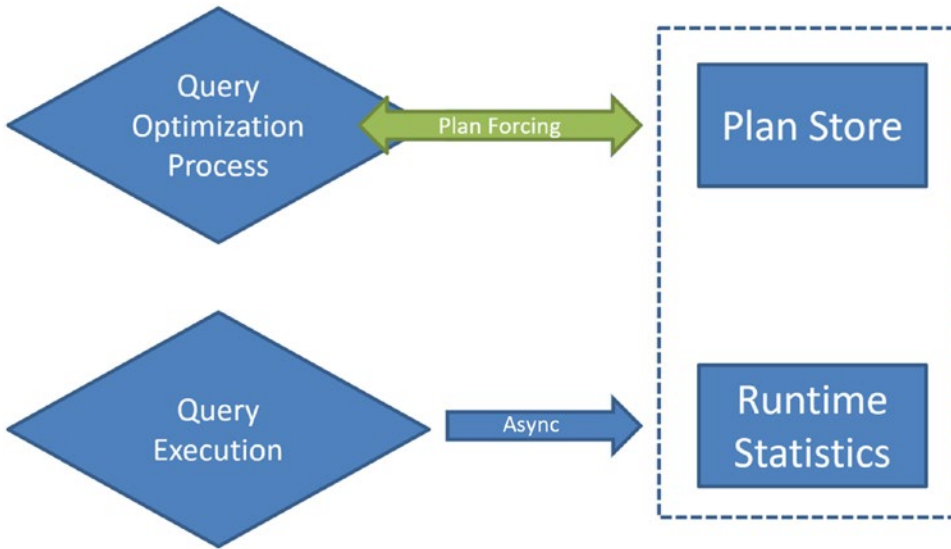 Query
Optimization
Process
Plan Forcing
Plan Store
Query
Execution
Async
Runtime
Statistics